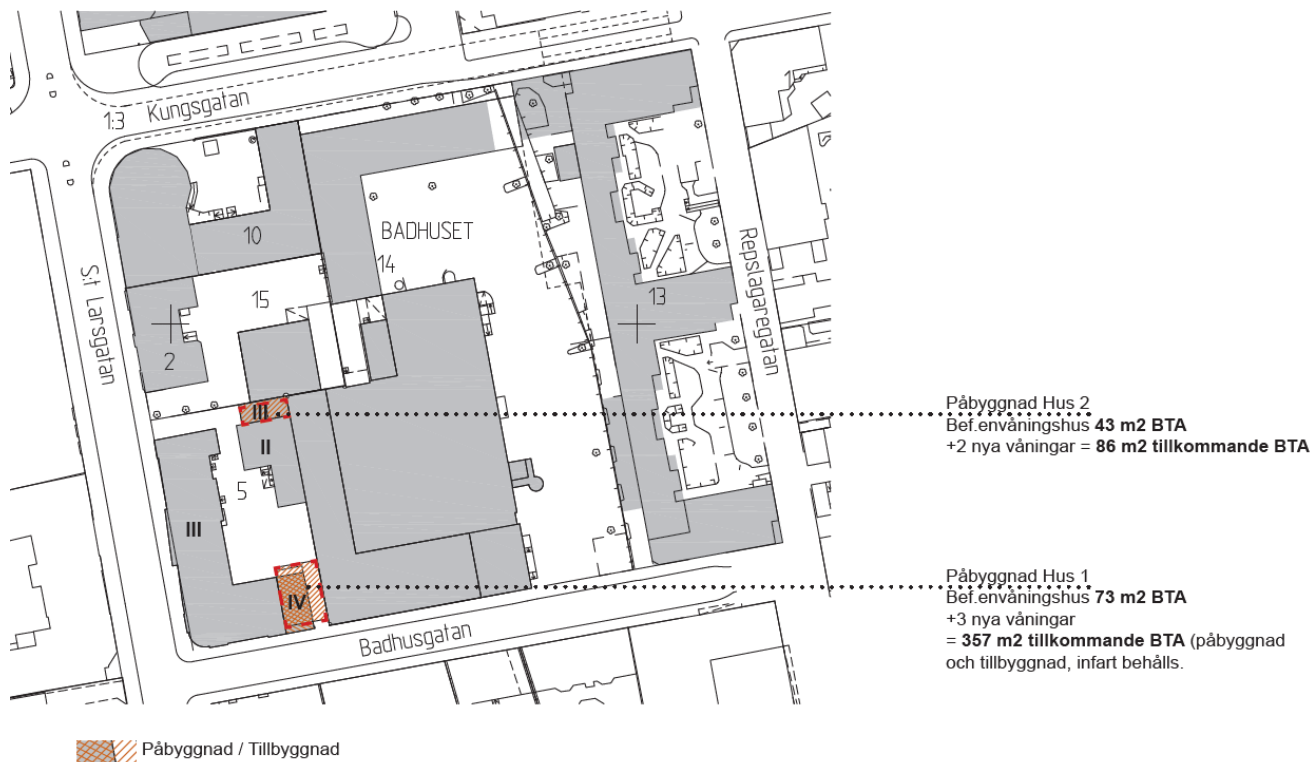 1:3 Kungsgatan
10
BADHUSET
14
15
13
2
S:t Larsgatan
Repslagaregatan
III
II
5
III
IV
Badhusgatan
1
Påbyggnad Hus 2
Bef.envåningshus 43 m2 BTA
+2 nya våningar = 86 m2 tillkommande BTA
Påbyggnad Hus 1
Bef.envåningshus 73 m2 BTA
+3 nya våningar
= 357 m2 tillkommande BTA (påbyggnad
och tillbyggnad, infart behålls.
Påbyggnad / Tillbyggnad